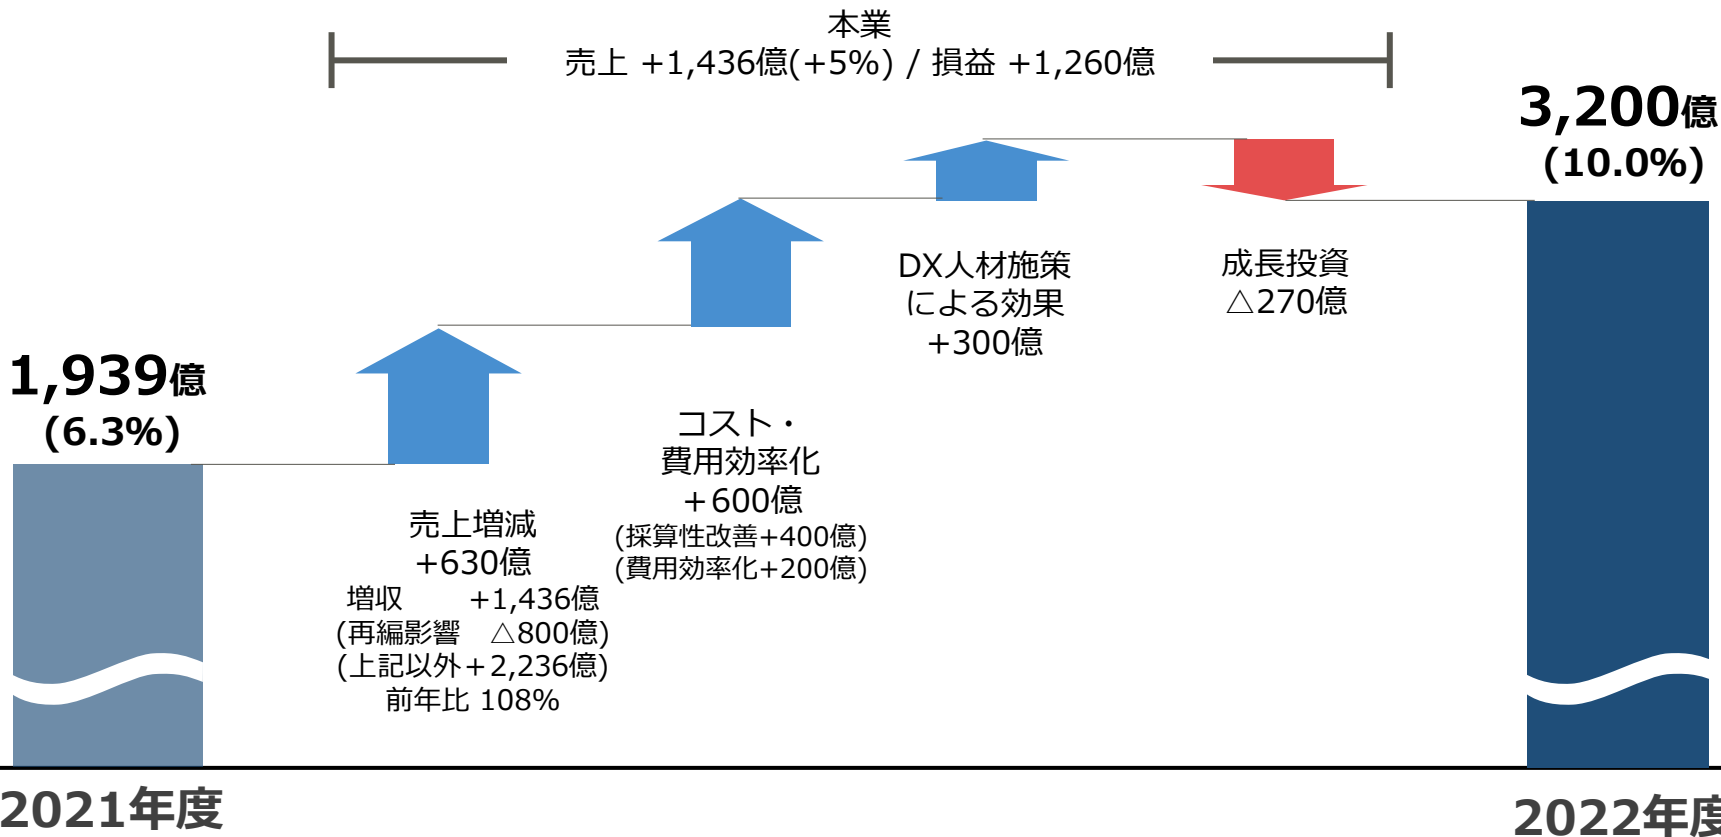 本業
売上 +1,436億(+5%) / 損益 +1,260億
3,200億
(10.0%)
DX人材施策
による効果
+300億
成長投資
△270億
1,939億
(6.3%)
コスト・
費用効率化
＋600億
(採算性改善+400億)
(費用効率化+200億)
売上増減
+630億
増収　　+1,436億
(再編影響　△800億)
(上記以外＋2,236億)
前年比 108%
2021年度
2022年度